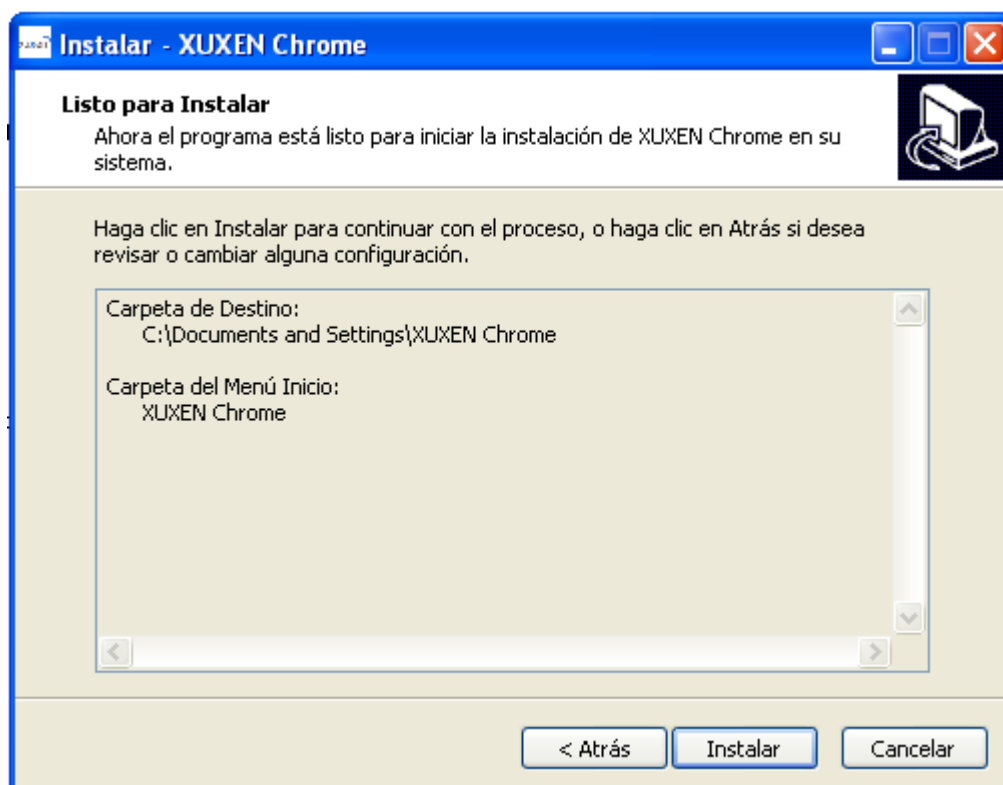 Instalar - XUXEN Chrome
Listo para Instalar
Ahora el programa está listo para iniciar la instalación de XUXEN Chrome en su
sistema.
Haga clic en Instalar para continuar con el proceso, o haga clic en Atrás si desea
revisar o cambiar alguna configuración.
Carpeta de Destino:
C:\Documents and Settings\XUXEN Chrome
Carpeta del Menú Inicio:
XUXEN Chrome
< Atrás
Instalar
Cancelar